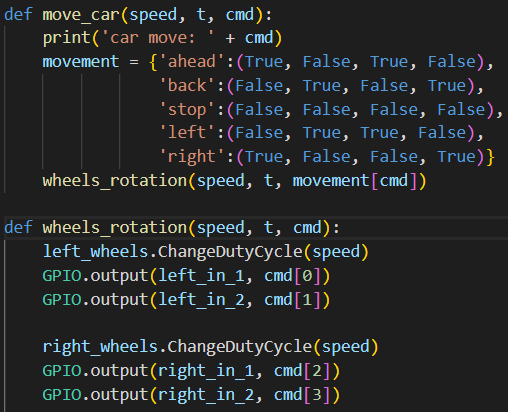 def move_car(speed, t, cmd):
    print('car move: ' + cmd)
    movement = {'ahead':(True, False, True, False),
                'back':(False, True, False, True),
                'stop':(False, False, False, False),
                'left':(False, True, True, False),
                'right':(True, False, False, True)}
    wheels_rotation(speed, t, movement[cmd])

def wheels_rotation(speed, t, cmd):
    left_wheels.ChangeDutyCycle(speed)
    GPIO.output(left_in_1, cmd[0])
    GPIO.output(left_in_2, cmd[1])

    right_wheels.ChangeDutyCycle(speed)
    GPIO.output(right_in_1, cmd[2])
    GPIO.output(right_in_2, cmd[3])